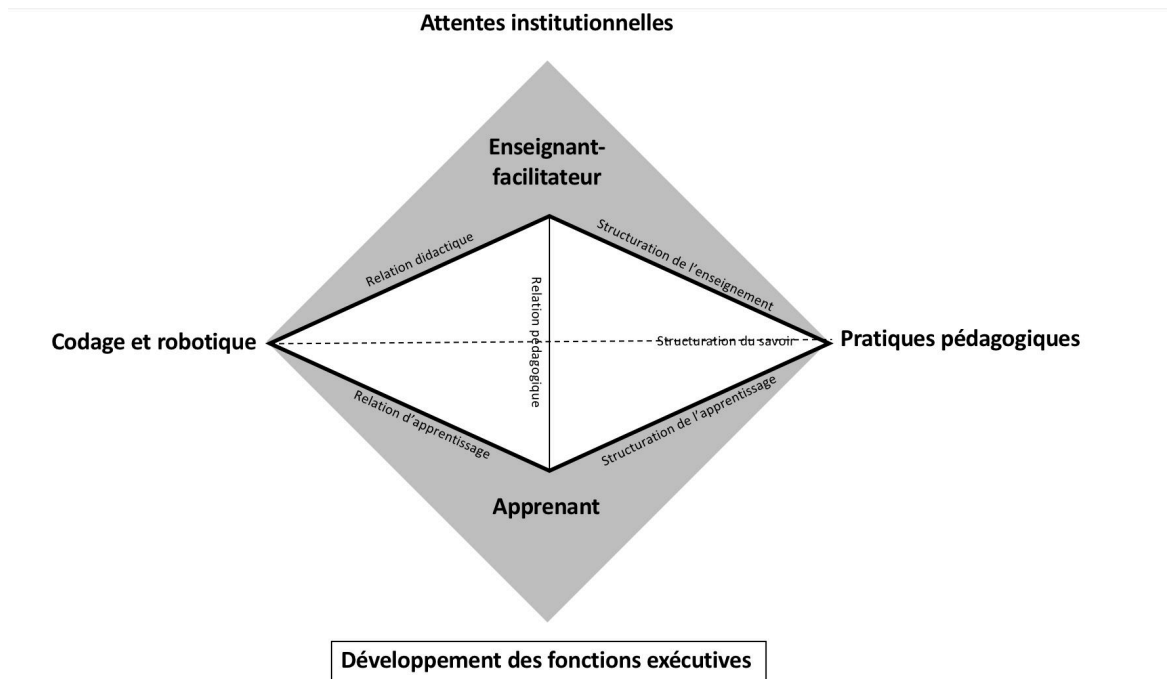 Attentes institutionnelles
Enseignant-
facilitateur
Relation didactique
Structuration de l'enseignement
Relation pédagogique
Codage et robotique
Structuration du savoir
Pratiques pédagogiques
Relation d'apprentissage
Structuration de l'apprentissage
Apprenant
Développement des fonctions exécutives